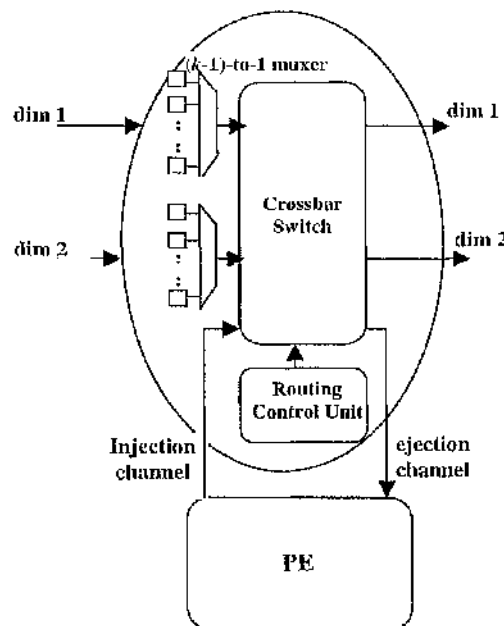 (k-1)-to-1 muxer
dim 1
dim 1
Crossbar
Switch
dim 2
dim 2
Routing
Control Unit
Injection
channel
ejection
channel
PE